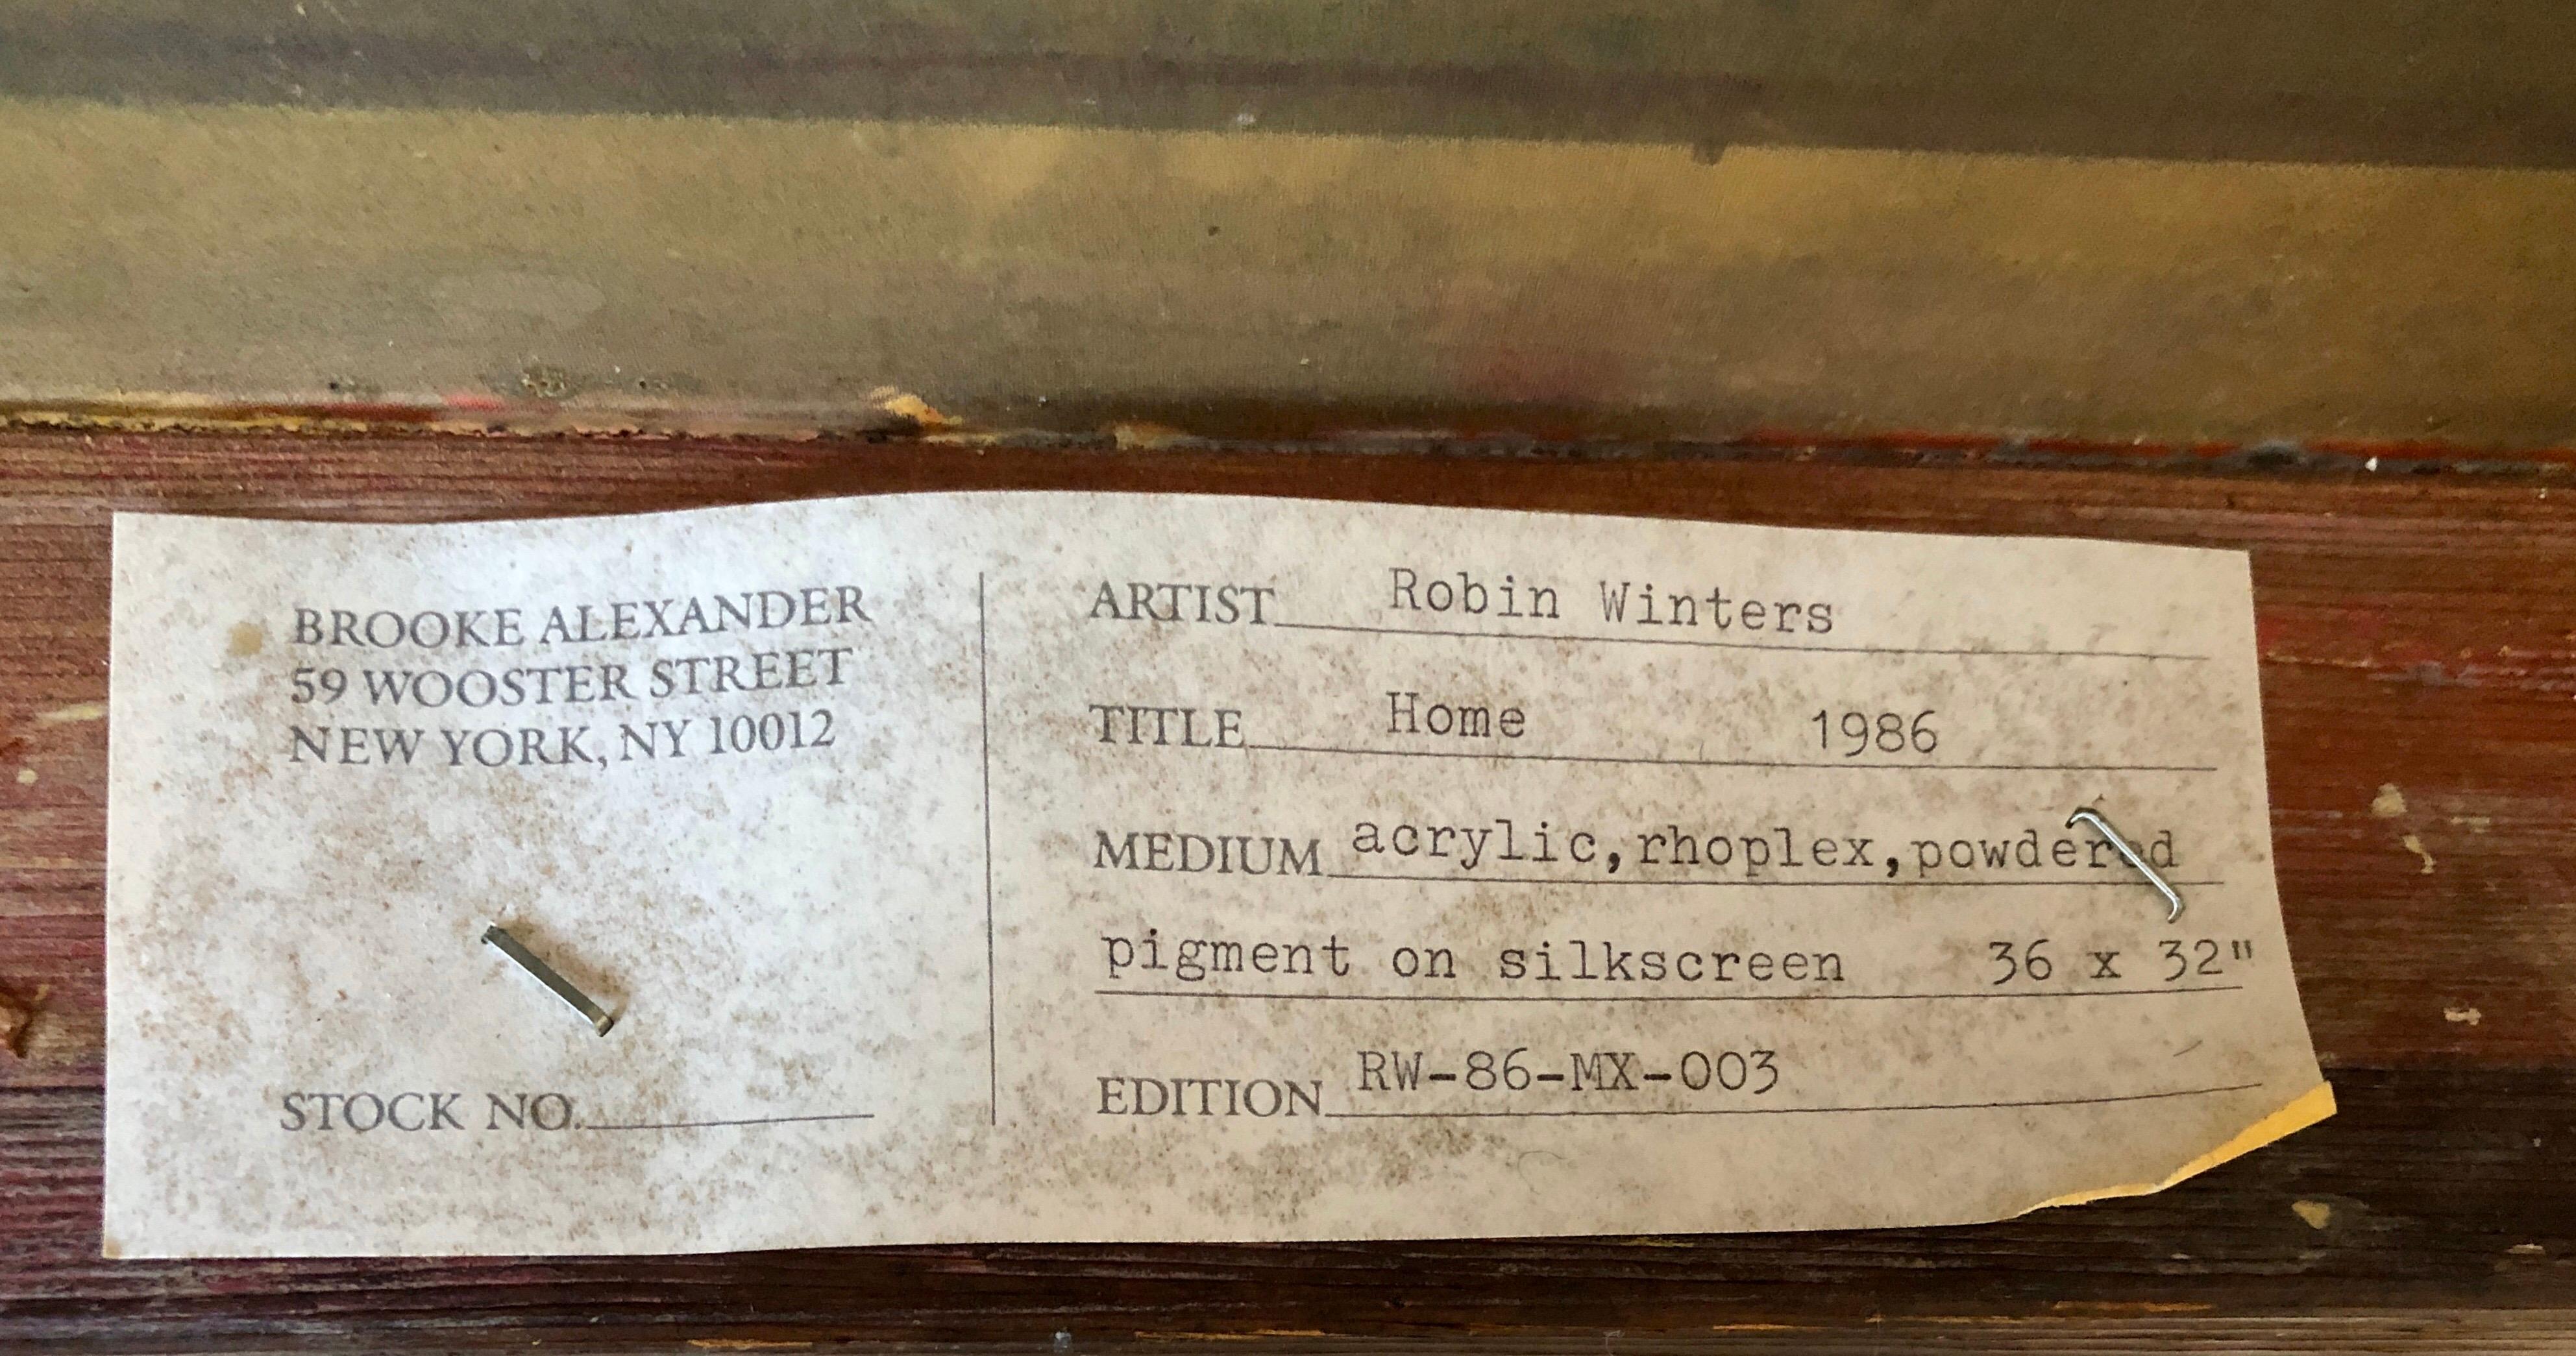 BROOKE ALEXANDER
59 WOOSTER STREET
NEW YORK, NY 10012
STOCK NO.
ARTIST Robin Winters
TITLE Home 1986
MEDIUM acrylic,rhoplex,powdered
pigment on silkscreen 36 x 32"
EDITION RW-86-MX-003